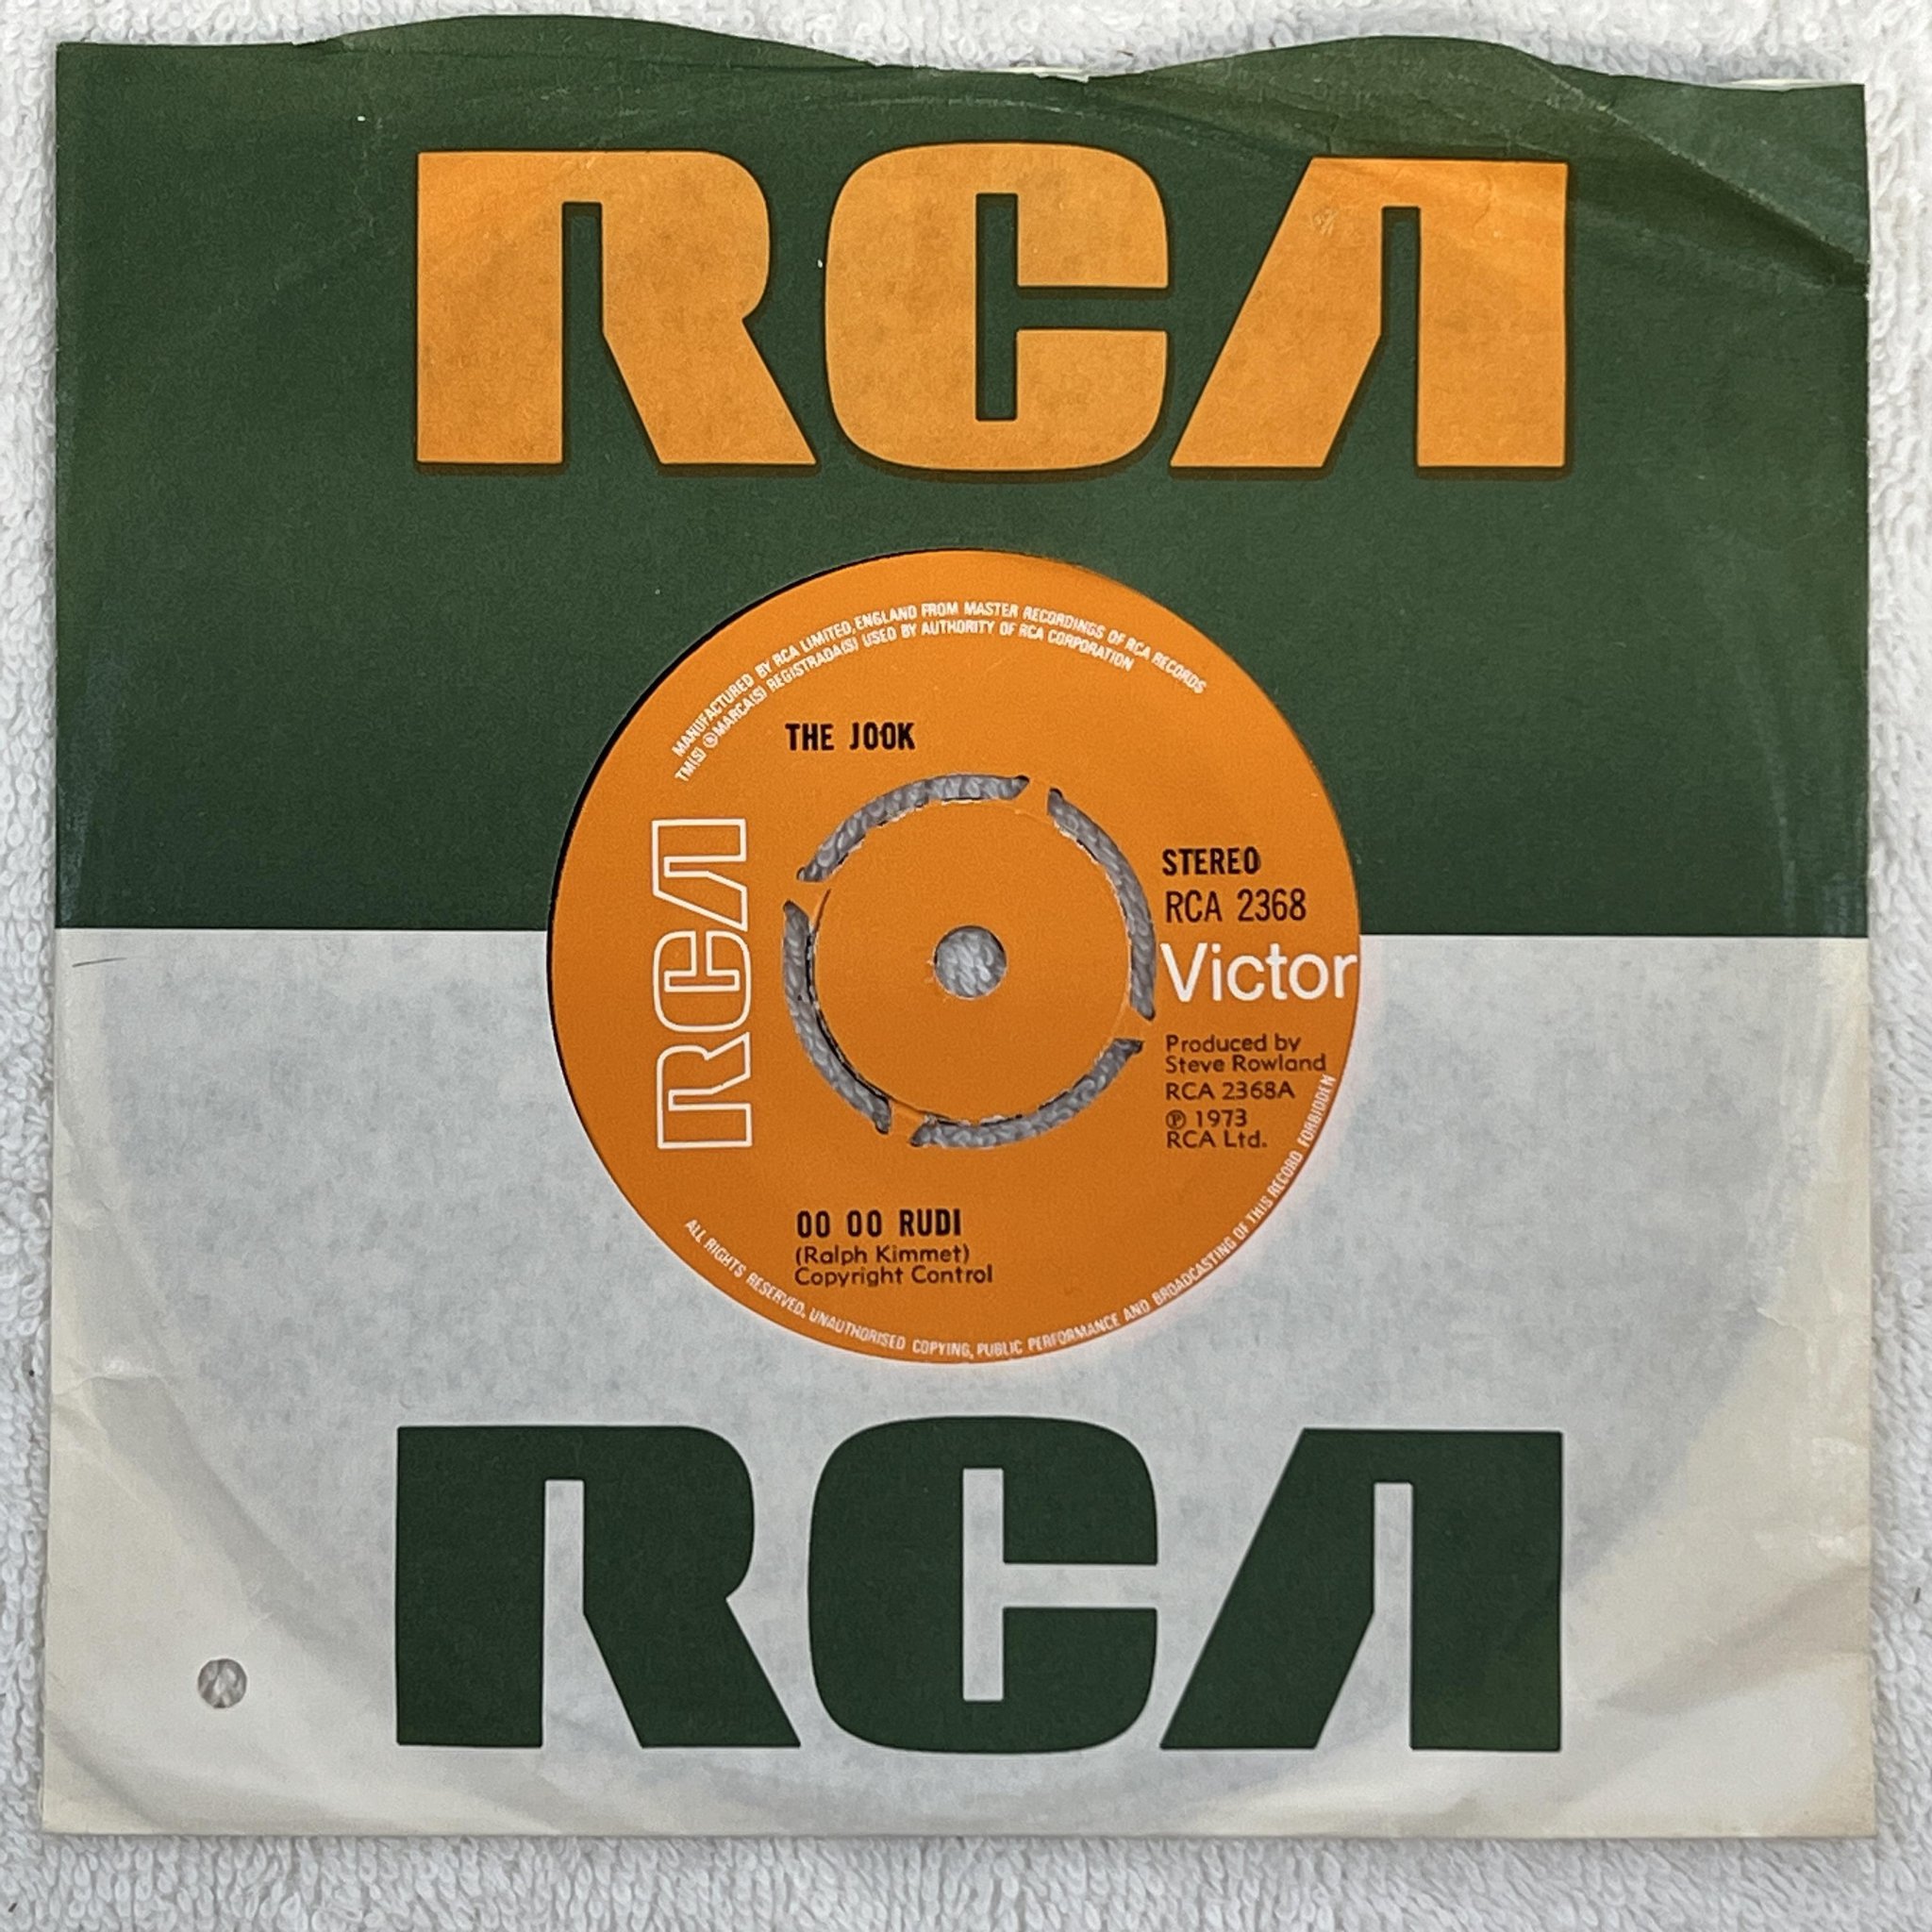 RCA
MANUFACTURED BY RCA LIMITED, ENGLAND FROM MASTER RECORDINGS OF RCA RECORDS
TM(S) ® MARCA(S) REGISTRADA(S) USED BY AUTHORITY OF RCA CORPORATION
THE JOOK
RCA
STEREO
RCA 2368
Victor
Produced by
Steve Rowland
RCA 2368A
℗ 1973
RCA Ltd.
OO OO RUDI
(Ralph Kimmet)
Copyright Control
ALL RIGHTS RESERVED. UNAUTHORISED COPYING, PUBLIC PERFORMANCE AND BROADCASTING OF THIS RECORD FORBIDDEN
RCA